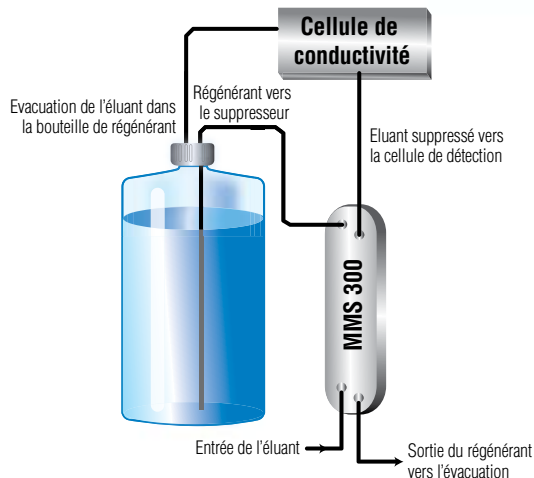 Cellule de
conductivité
Régénérant vers
le suppresseur
Evacuation de l'éluant dans
la bouteille de régénérant
Eluant suppressé vers
la cellule de détection
MMS 300
Entrée de l'éluant
Sortie du régénérant
vers l'évacuation